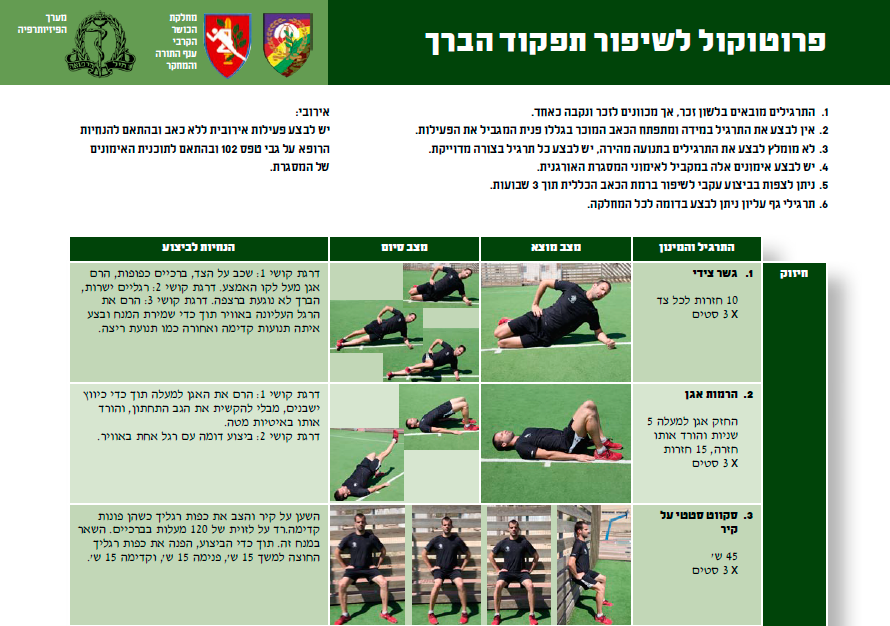 מערך
הפיזיותרפיה
מחלקת
הכושר
הקרבי
ענף התורה
והמחקר
פרוטוקול לשיפור תפקוד הברך
1. התרגילים מובאים בלשון זכר, אך מכוונים לזכר ונקבה כאחד.
2. אין לבצע את התרגיל במידה ומתפתח הכאב המוכר בגללו פנית המגביל את הפעילות.
3. לא מומלץ לבצע את התרגילים בתנועה מהירה, יש לבצע כל תרגיל בצורה מדוייקת.
4. יש לבצע אימונים אלה במקביל לאימוני המסגרת האורגנית.
5. ניתן לצפות בביצוע עקבי לשיפור ברמת הכאב הכללית תוך 3 שבועות.
6. תרגילי גף עליון ניתן לבצע בדומה לכל המחלקה.
אירובי:
יש לבצע פעילות אירובית ללא כאב ובהתאם להנחיות
הרופא על גבי טפס 102 ובהתאם לתוכנית האימונים
של המסגרת.
התרגיל והמינון
מצב מוצא
מצב סיום
הנחיות לביצוע
חיזוק
1. גשר צידי
10 חזרות לכל צד
X 3 סטים
דרגת קושי 1: שכב על הצד, ברכיים כפופות, הרם
אגן מעל לקו האמצע. דרגת קושי 2: רגליים ישרות,
הברך לא נוגעת ברצפה. דרגת קושי 3: הרם את
הרגל העליונה באוויר תוך כדי שמירת המנח ובצע
איתה תנועות קדימה ואחורה כמו תנועת ריצה.
2. הרמות אגן
החזק אגן למעלה 5
שניות והורד אותו
חזרה, 15 חזרות
X 3 סטים
דרגת קושי 1: הרם את האגן למעלה תוך כדי כיווץ
ישבנים, מבלי להקשית את הגב התחתון, והורד
אותו באיטיות מטה.
דרגת קושי 2: ביצוע דומה עם רגל אחת באוויר.
3. סקווט סטטי על
קיר
45 ש'
X 3 סטים
השען על קיר והצב את כפות רגליך כשהן פונות
קדימה.רד על לזוית של 120 מעלות בברכיים. השאר
במנח זה. תוך כדי הביצוע, הפנה את כפות רגליך
החוצה למשך 15 ש', פנימה 15 ש', וקדימה 15 ש'.